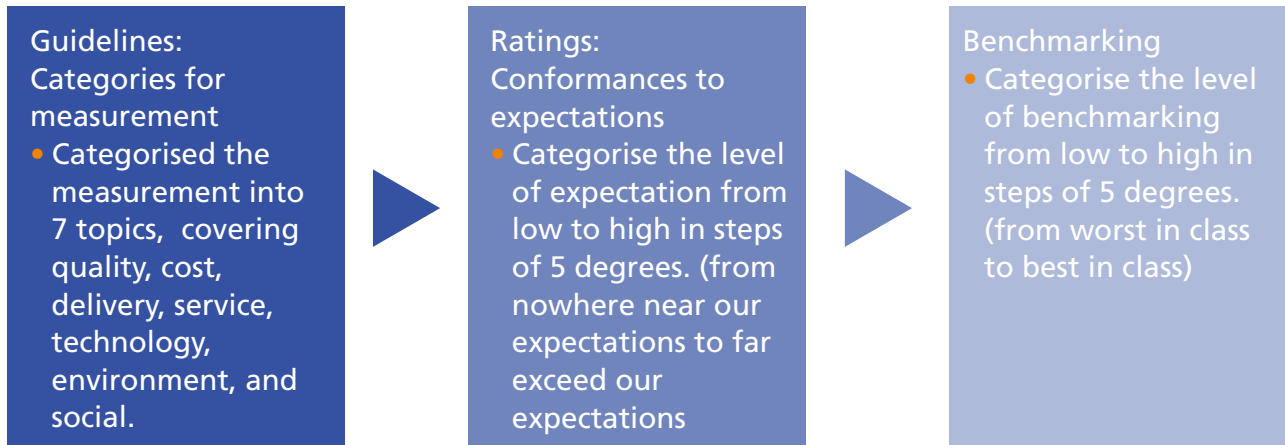 Guidelines:
Categories for
measurement
• Categorised the
measurement into
7 topics, covering
quality, cost,
delivery, service,
technology,
environment, and
social.
Ratings:
Conformances to
expectations
• Categorise the level
of expectation from
low to high in steps
of 5 degrees. (from
nowhere near our
expectations to far
exceed our
expectations
Benchmarking
• Categorise the level
of benchmarking
from low to high in
steps of 5 degrees.
(from worst in class
to best in class)